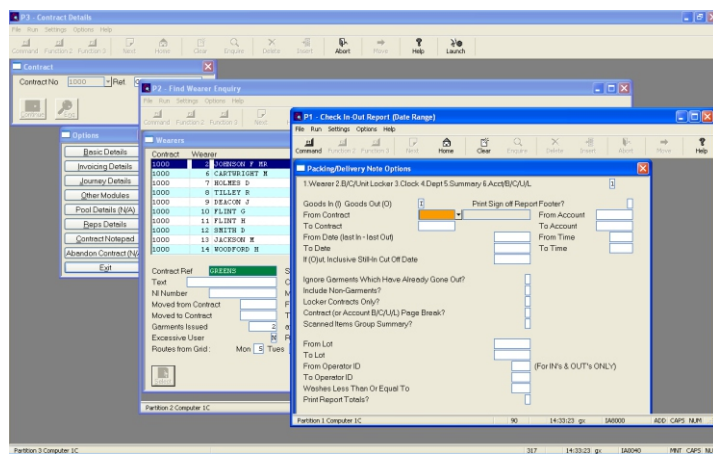 P3 - Contract Details
File Run Settings Options Help
Command Function 2 Function 3 Next Home Clear Enquire Delete Insert Abort Move Help Launch
Contract
Contract No 1000 Ref
Contract
Options
Basic Details
Invoicing Details
Journey Details
Other Modules
Pool Details (N/A)
Reps Details
Contract Notepad
Abandon Contract (N/A
Exit
P2 - Find Wearer Enquiry
File Run Settings Options Help
Command Function 2 Function 3 Next
Wearers
Contract Wearer
1000 2 JOHNSON F MR
1000 6 CARTWRIGHT M
1000 7 HOLMES D
1000 8 TILLEY R
1000 9 DEACON J
1000 10 FLINT G
1000 11 FLINT H
1000 12 SMITH D
1000 13 JACKSON M
1000 14 WOODFORD H
Contract Ref GREENS
Text
NI Number
Moved from Contract
Moved to Contract
Garments Issued 2
Excessive User N
Routes from Grid: Mon 5 Tues
Partition 2 Computer 1C
P1 - Check In-Out Report (Date Range)
File Run Settings Options Help
Command Function 2 Function 3 Next Home Clear Enquire Delete Insert Abort Move Help
Packing/Delivery Note Options
1.Wearer 2.B/C/Unit Locker 3.Clock 4.Dept 5.Summary 6.Acct/B/C/U/L 1
Goods In (I) Goods Out (O) I Print Sign off Report Footer?
From Contract From Account
To Contract To Account
From Date (last In - last Out) From Time
To Date To Time
If (O)ut, Inclusive Still-In Cut Off Date
Ignore Garments Which Have Already Gone Out?
Include Non-Garments?
Locker Contracts Only?
Contract (or Account B/C/U/L) Page Break?
Scanned Items Group Summary?
From Lot
To Lot
From Operator ID (For IN's & OUT's ONLY)
To Operator ID
Washes Less Than Or Equal To
Print Report Totals?
Partition 1 Computer 1C 90 14:33:23 gx IA8000 ADD CAPS NUM
Partition 3 Computer 1C 317 14:33:23 gx IA0040 MNT CAPS NU